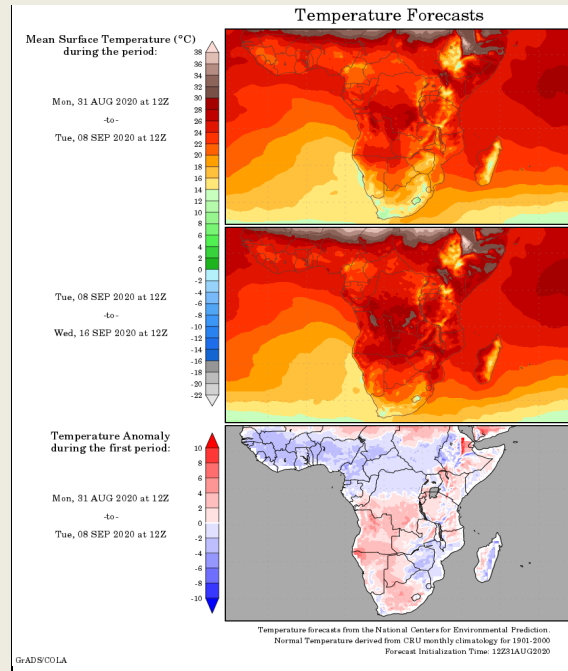 Temperature Forecasts
Mean Surface Temperature (°C)
during the period:
Mon, 31 AUG 2020 at 12Z
-to-
Tue, 08 SEP 2020 at 12Z
38
36
34
32
30
28
26
24
22
20
18
16
14
12
10
8
6
4
2
0
-2
-4
-6
-8
-10
-12
-14
-16
-18
-20
-22
Tue, 08 SEP 2020 at 12Z
-to-
Wed, 16 SEP 2020 at 12Z
Temperature Anomaly
during the first period:
Mon, 31 AUG 2020 at 12Z
-to-
Tue, 08 SEP 2020 at 12Z
10
8
6
4
2
0
-2
-4
-6
-8
-10
Temperature forecasts from the National Centers for Environmental Prediction.
Normal Temperature derived from CRU monthly climatology for 1901-2000
Forecast Initialization Time: 12Z31AUG2020
GrADS/COLA